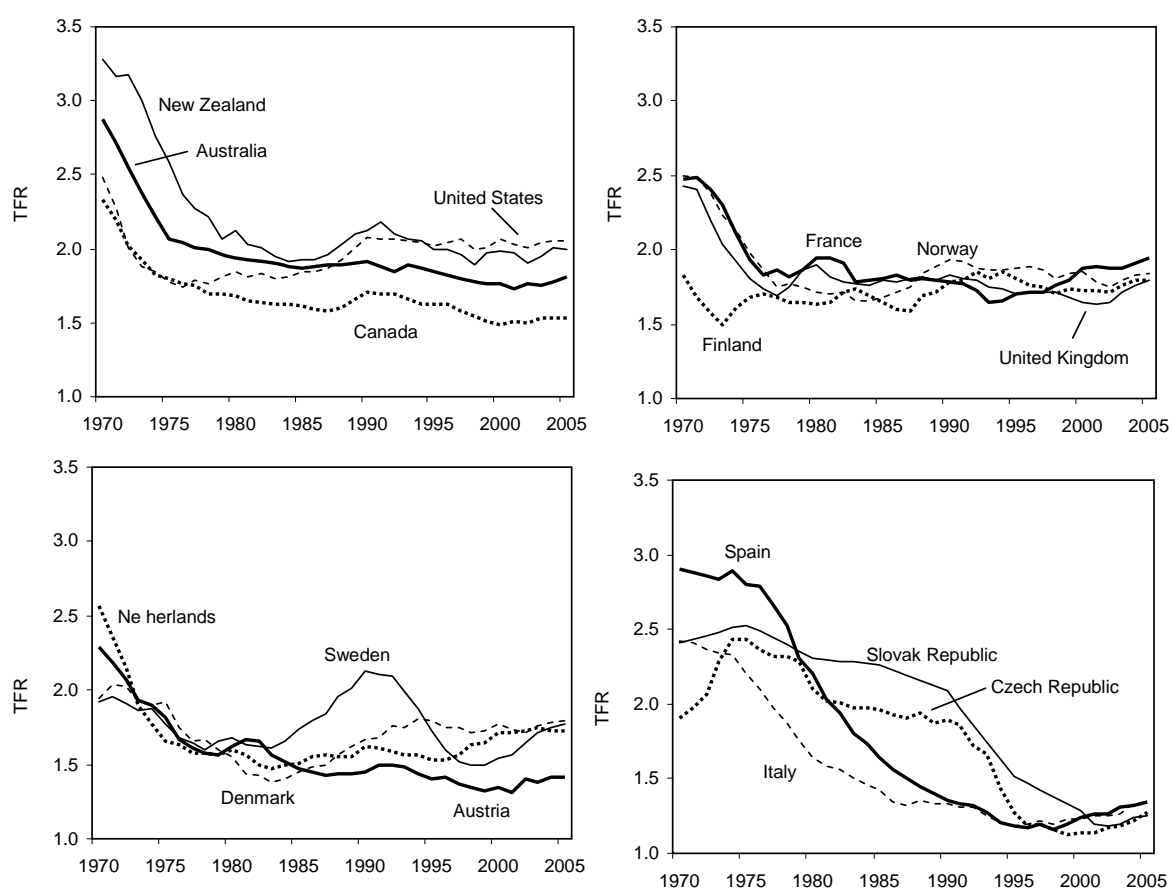 3.5
3.0
2.5
2.0
1.5
1.0
TFR
New Zealand
Australia
United States
Canada
1970 1975 1980 1985 1990 1995 2000 2005
3.5
3.0
2.5
2.0
1.5
1.0
TFR
France
Norway
Finland
United Kingdom
1970 1975 1980 1985 1990 1995 2000 2005
3.5
3.0
2.5
2.0
1.5
1.0
TFR
Ne herlands
Sweden
Denmark
Austria
1970 1975 1980 1985 1990 1995 2000 2005
3.5
3.0
2.5
2.0
1.5
1.0
TFR
Spain
Slovak Republic
Czech Republic
Italy
1970 1975 1980 1985 1990 1995 2000 2005